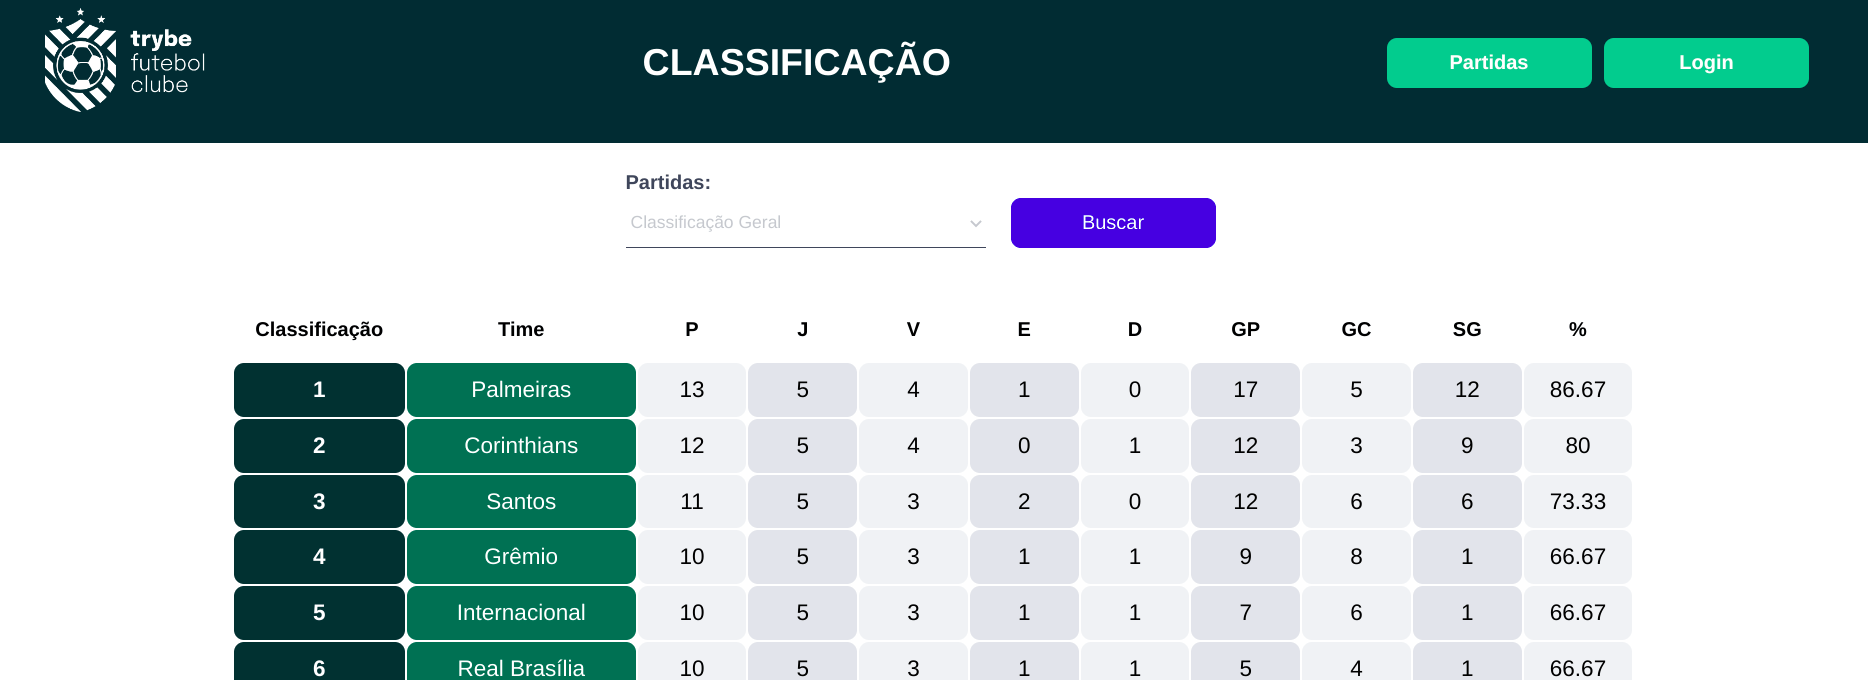 trybe
futebol
clube
CLASSIFICAÇÃO
Partidas
Login
Partidas:
Classificação Geral
Buscar
Classificação Time P J V E D GP GC SG %
1 Palmeiras 13 5 4 1 0 17 5 12 86.67
2 Corinthians 12 5 4 0 1 12 3 9 80
3 Santos 11 5 3 2 0 12 6 6 73.33
4 Grêmio 10 5 3 1 1 9 8 1 66.67
5 Internacional 10 5 3 1 1 7 6 1 66.67
6 Real Brasília 10 5 3 1 1 5 4 1 66.67